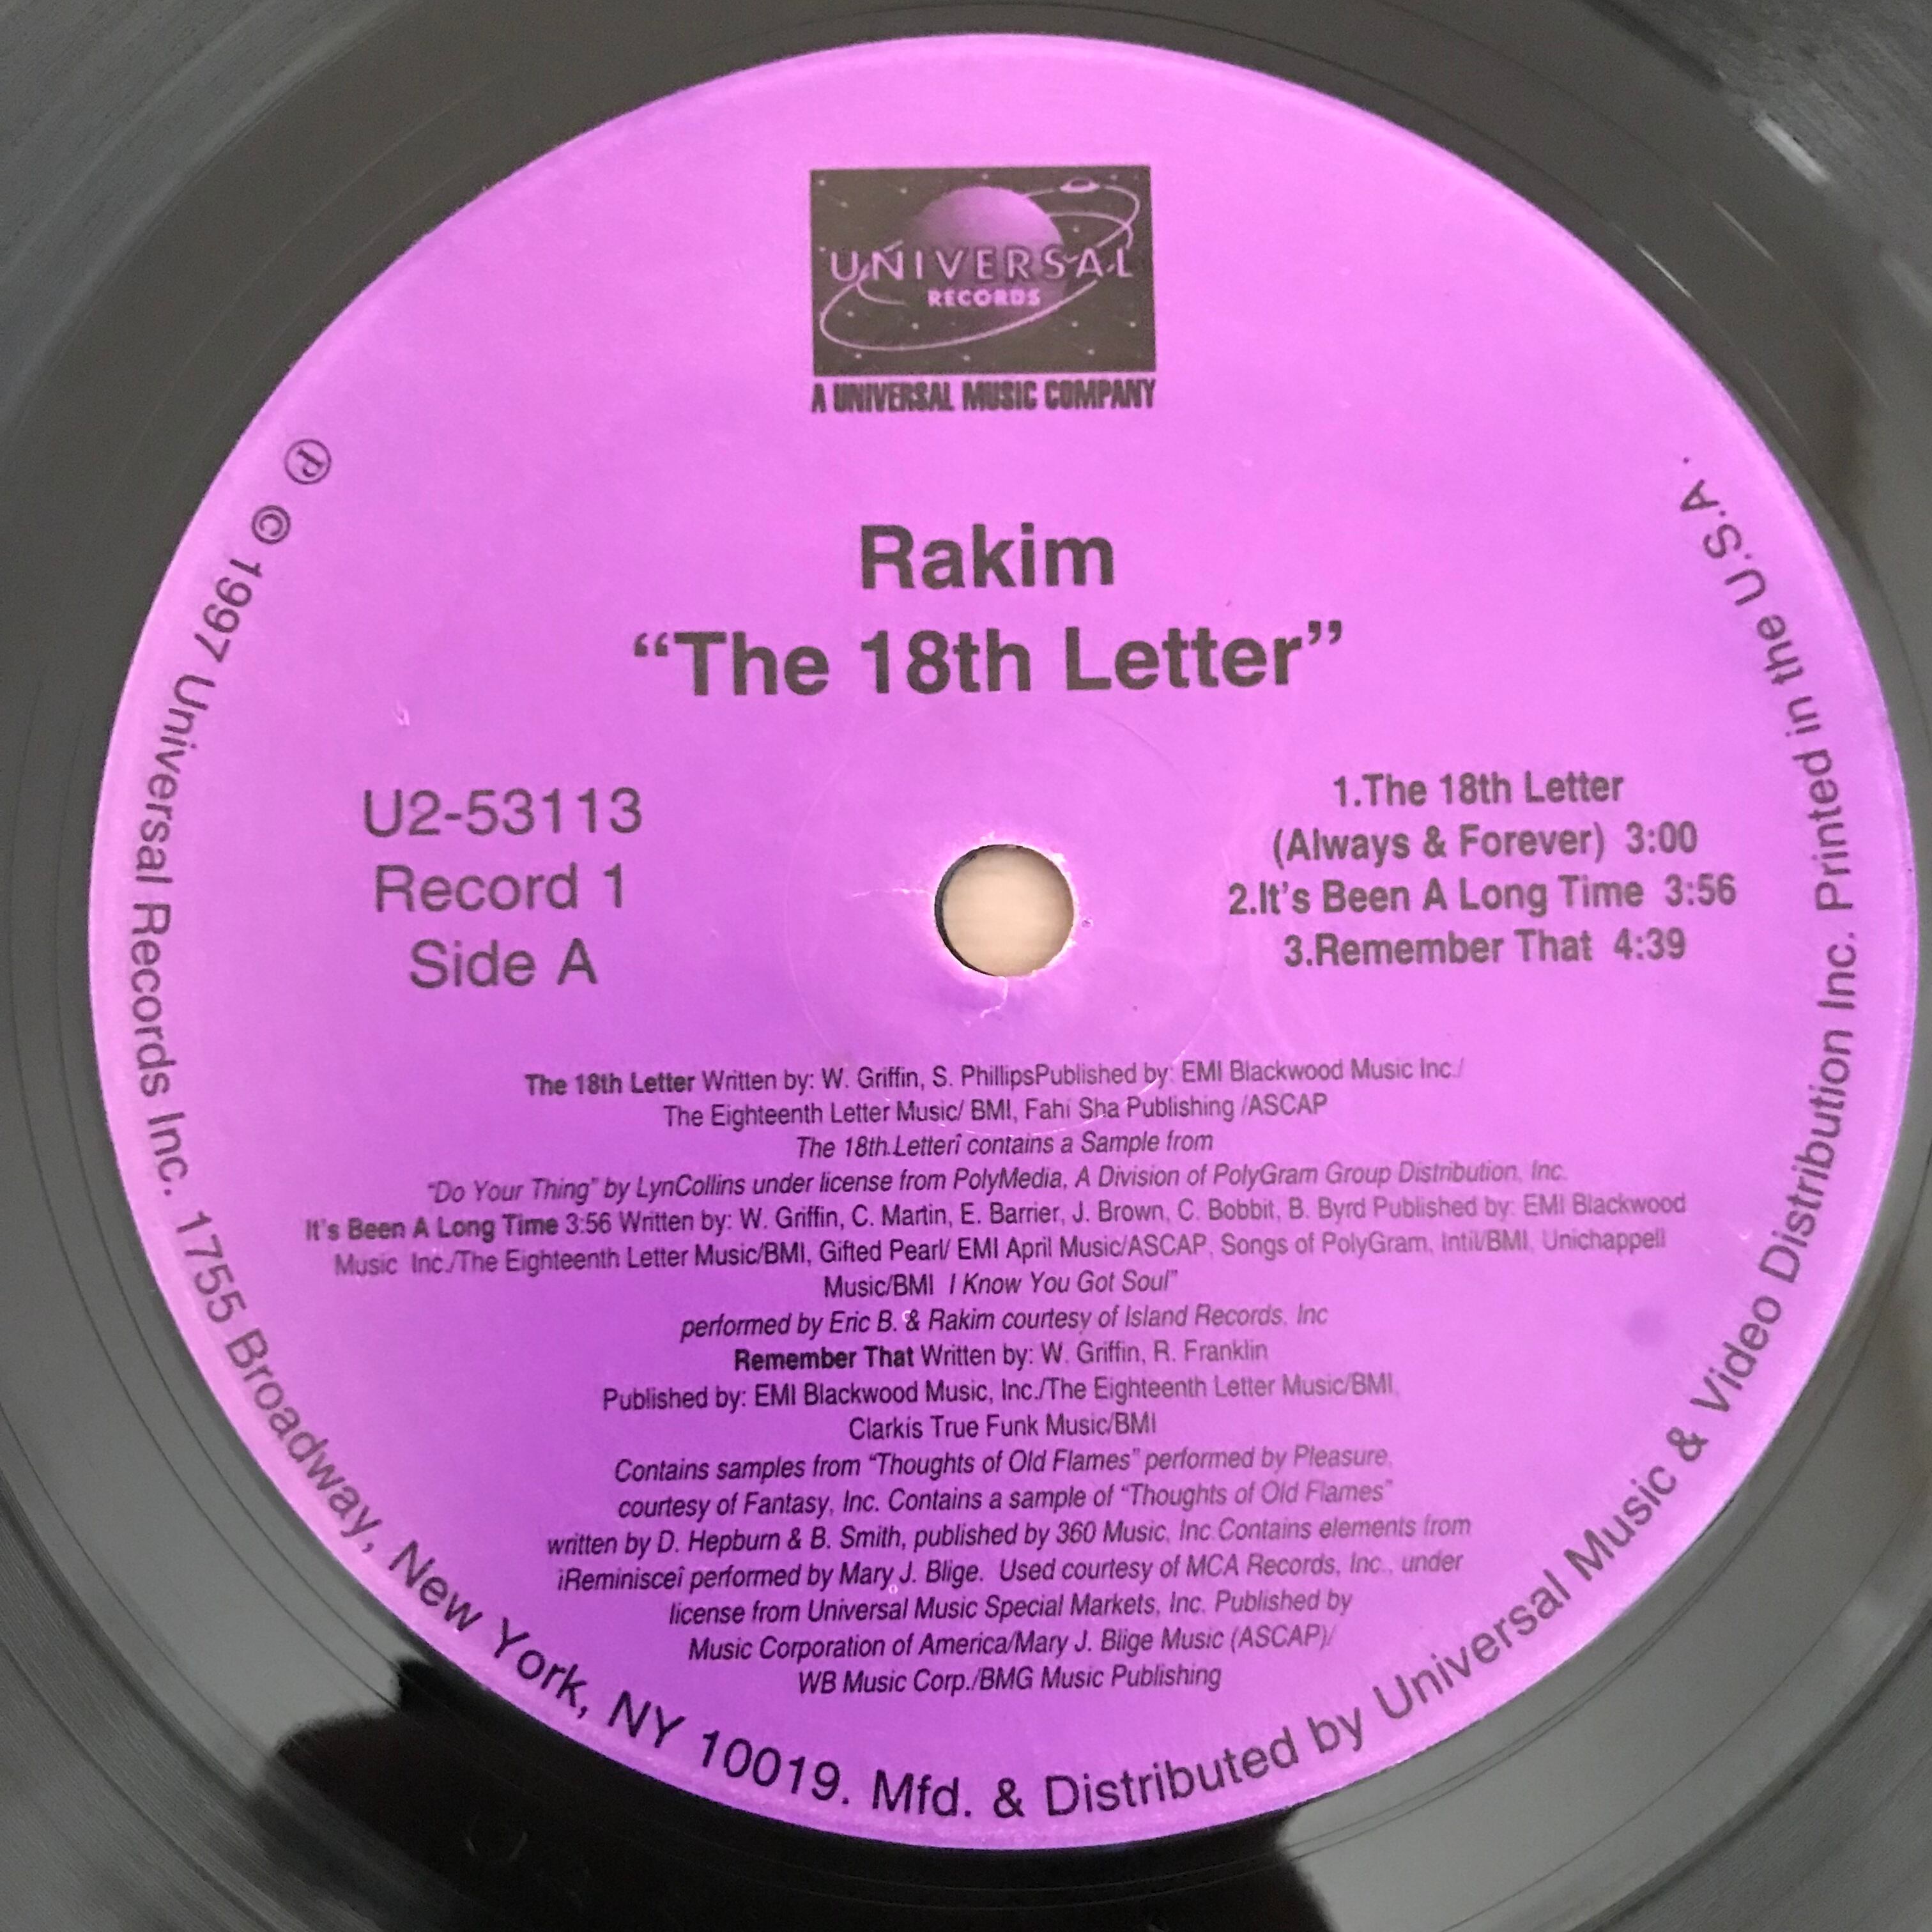 UNIVERSAL
RECORDS
A UNIVERSAL MUSIC COMPANY
Rakim
“The 18th Letter”
U2-53113
Record 1
Side A
1.The 18th Letter
(Always & Forever) 3:00
2.It's Been A Long Time 3:56
3.Remember That 4:39
The 18th Letter Written by: W. Griffin, S. PhillipsPublished by: EMI Blackwood Music Inc./
The Eighteenth Letter Music/ BMI, Fahi Sha Publishing /ASCAP
The 18th Letterî contains a Sample from
“Do Your Thing” by LynCollins under license from PolyMedia, A Division of PolyGram Group Distribution, Inc.
It's Been A Long Time 3:56 Written by: W. Griffin, C. Martin, E. Barrier, J. Brown, C. Bobbit, B. Byrd Published by: EMI Blackwood
Music Inc./The Eighteenth Letter Music/BMI, Gifted Pearl/ EMI April Music/ASCAP, Songs of PolyGram, Intil/BMI, Unichappell
Music/BMI I Know You Got Soul”
performed by Eric B. & Rakim courtesy of Island Records, Inc
Remember That Written by: W. Griffin, R. Franklin
Published by: EMI Blackwood Music, Inc./The Eighteenth Letter Music/BMI,
Clarkis True Funk Music/BMI
Contains samples from “Thoughts of Old Flames” performed by Pleasure,
courtesy of Fantasy, Inc. Contains a sample of “Thoughts of Old Flames”
written by D. Hepburn & B. Smith, published by 360 Music, Inc.Contains elements from
ìReminisceî performed by Mary J. Blige. Used courtesy of MCA Records, Inc., under
license from Universal Music Special Markets, Inc. Published by
Music Corporation of America/Mary J. Blige Music (ASCAP)/
WB Music Corp./BMG Music Publishing
℗ © 1997 Universal Records Inc. 1755 Broadway, New York, NY 10019. Mfd. & Distributed by Universal Music & Video Distribution Inc. Printed in the U.S.A.